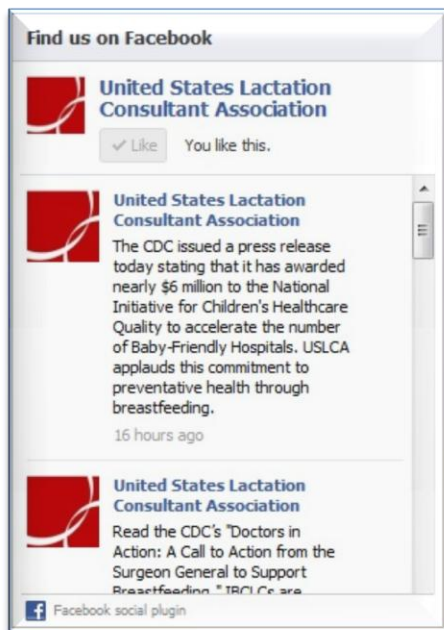 Find us on Facebook
United States Lactation
Consultant Association
Like
You like this.
United States Lactation
Consultant Association
The CDC issued a press release
today stating that it has awarded
nearly $6 million to the National
Initiative for Children's Healthcare
Quality to accelerate the number
of Baby-Friendly Hospitals. USLCA
applauds this commitment to
preventative health through
breastfeeding.
16 hours ago
United States Lactation
Consultant Association
Read the CDC's "Doctors in
Action: A Call to Action from the
Surgeon General to Support
Breastfeeding." IBCLCs are
Facebook social plugin